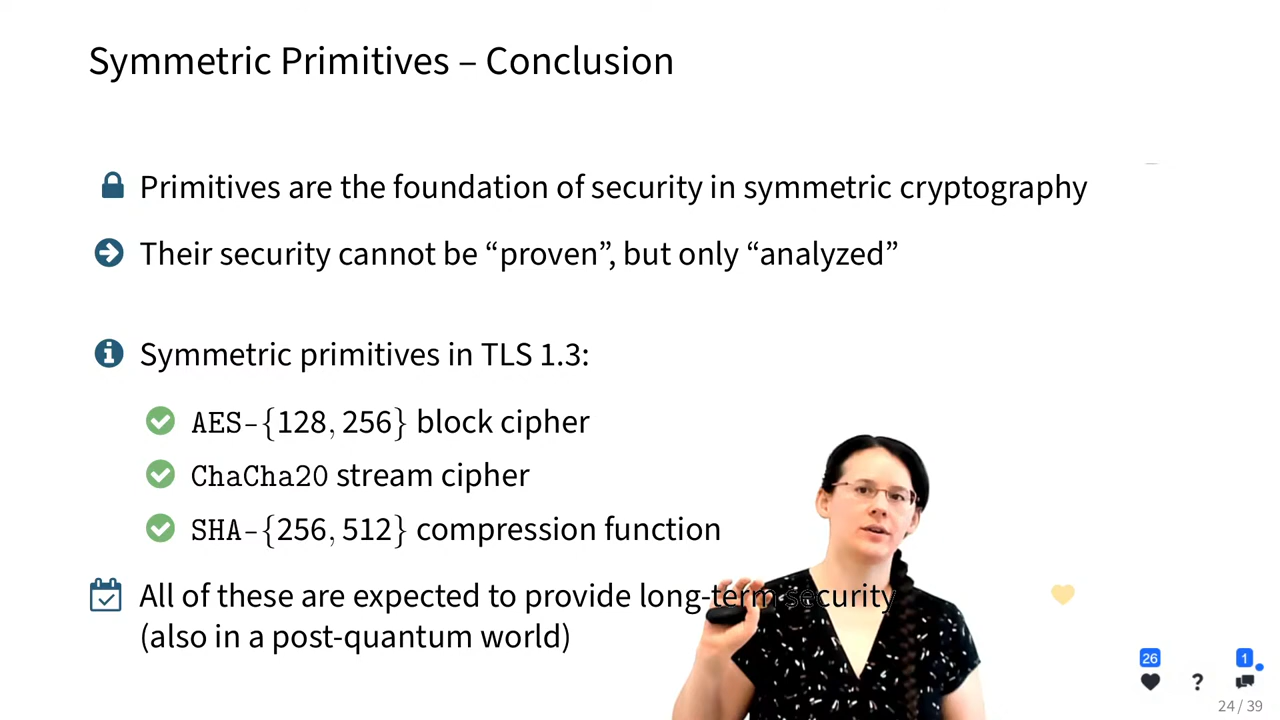 Symmetric Primitives – Conclusion
Primitives are the foundation of security in symmetric cryptography
Their security cannot be “proven”, but only “analyzed”
Symmetric primitives in TLS 1.3:
AES-{128, 256} block cipher
ChaCha20 stream cipher
SHA-{256, 512} compression function
All of these are expected to provide long-term security
(also in a post-quantum world)
26
1
?
24 / 39